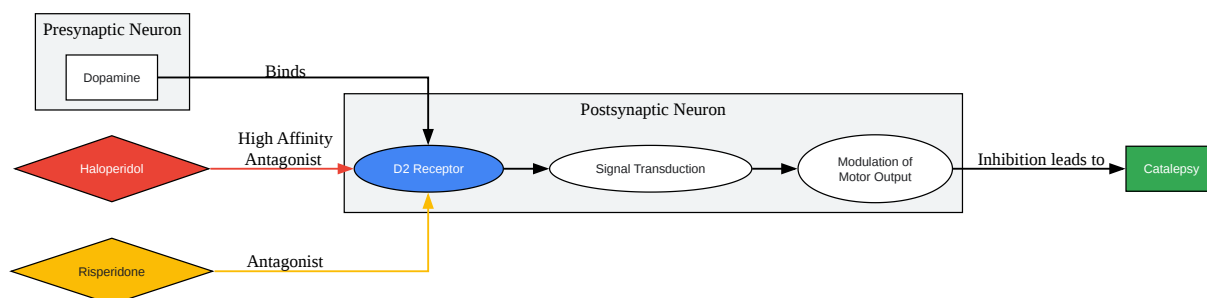 Presynaptic Neuron
Dopamine
Binds
Postsynaptic Neuron
High Affinity
Antagonist
Haloperidol
D2 Receptor
Signal Transduction
Modulation of
Motor Output
Inhibition leads to
Catalepsy
Risperidone
Antagonist